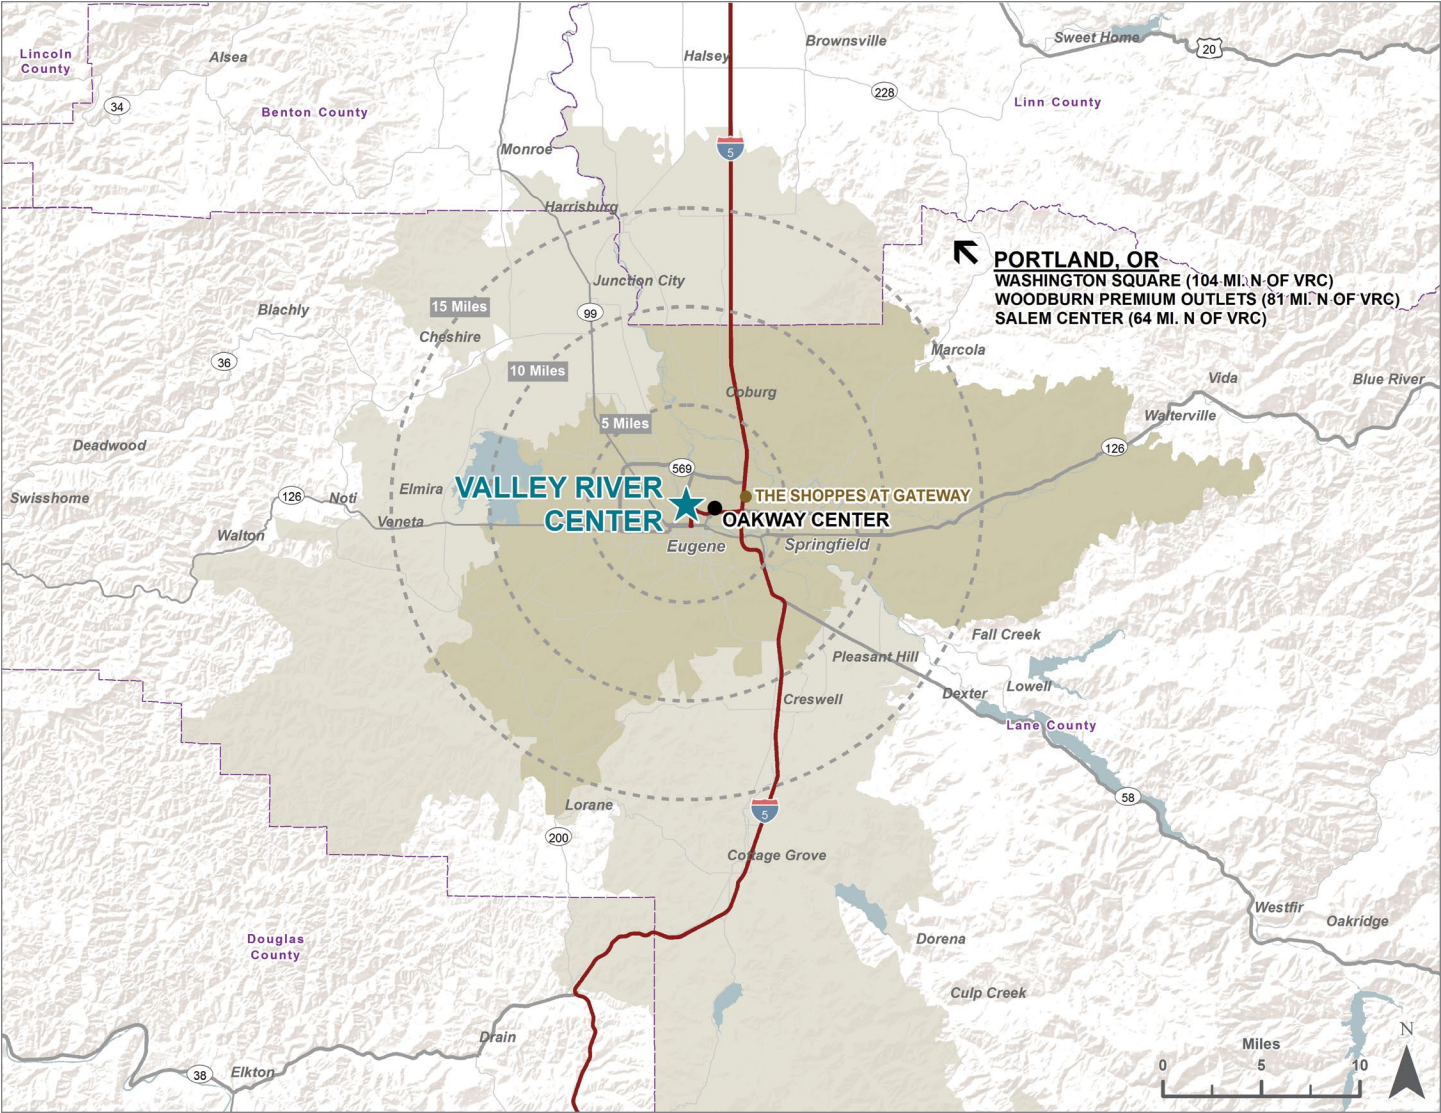 Lincoln
County
Alsea
Halsey
Brownsville
Sweet Home
20
34
Benton County
228
Linn County
Monroe
5
Harrisburg
PORTLAND, OR
WASHINGTON SQUARE (104 MI. N OF VRC)
WOODBURN PREMIUM OUTLETS (81 MI. N OF VRC)
SALEM CENTER (64 MI. N OF VRC)
Junction City
15 Miles
Blachly
99
Cheshire
Marcola
36
10 Miles
Vida
Blue River
Coburg
5 Miles
Walterville
Deadwood
126
569
VALLEY RIVER
CENTER
Elmira
Swisshome
126
Noti
THE SHOPPES AT GATEWAY
OAKWAY CENTER
Veneta
Walton
Eugene
Springfield
Fall Creek
Pleasant Hill
Lowell
Dexter
Creswell
Lane County
58
Lorane
5
200
Cottage Grove
Westfir
Oakridge
Douglas
County
Dorena
Culp Creek
Drain
Elkton
38
Miles
0
5
10
N